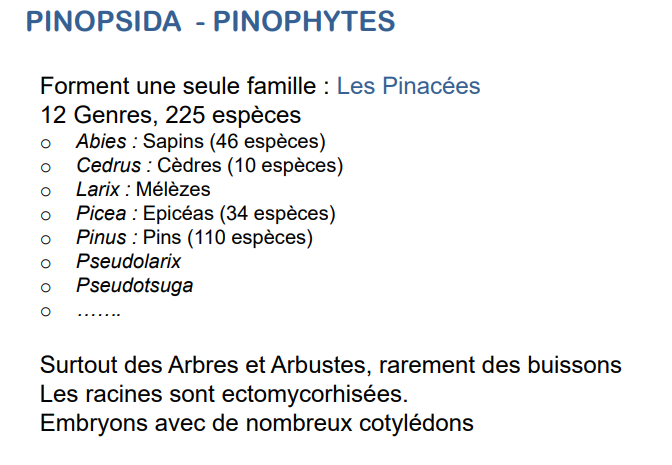 PINOPSIDA - PINOPHYTES
Forment une seule famille : Les Pinacées
12 Genres, 225 espèces
o Abies : Sapins (46 espèces)
o Cedrus : Cèdres (10 espèces)
o Larix : Mélèzes
o Picea : Epicéas (34 espèces)
o Pinus : Pins (110 espèces)
o Pseudolarix
o Pseudotsuga
o …….
Surtout des Arbres et Arbustes, rarement des buissons
Les racines sont ectomycorhisées.
Embryons avec de nombreux cotylédons